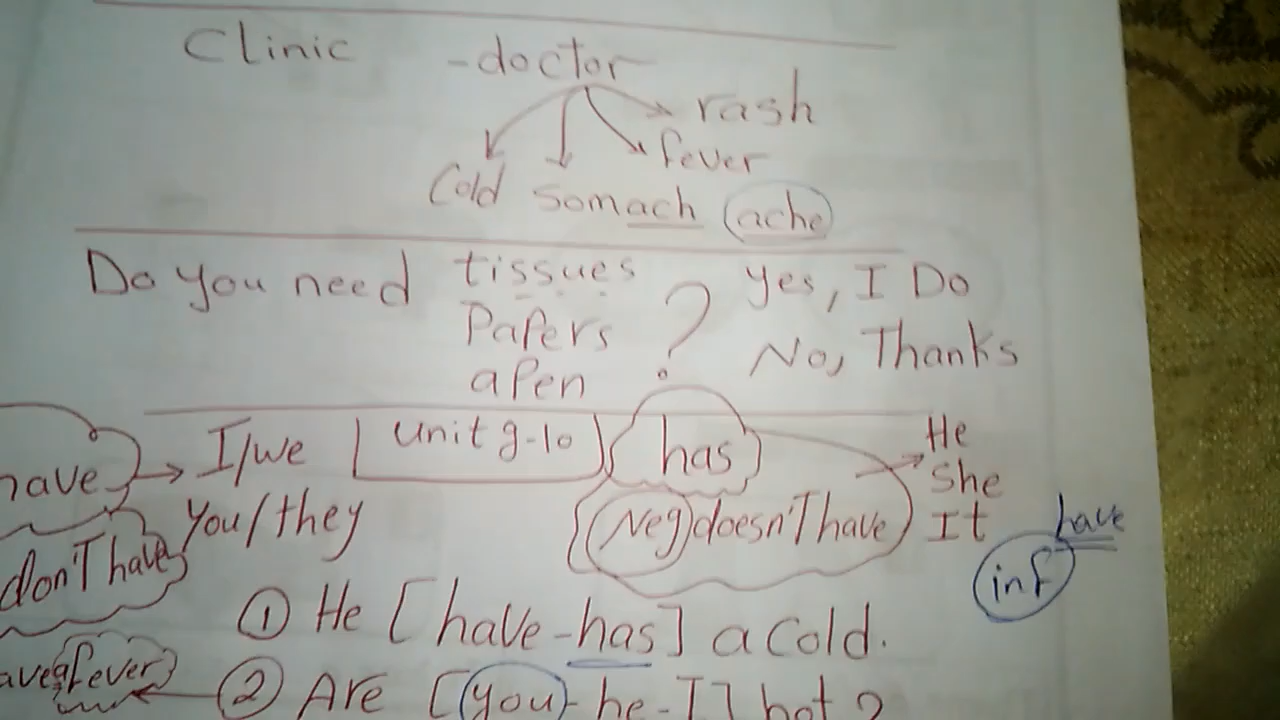 Clinic - doctor
rash
fever
Cold Somach ache
Do you need tissues ? Yes, I Do
Papers No, Thanks
a Pen
have → I/we unit 9-10 has He
You/they She
Neg doesn't have It have
don't have inf
① He [have - has] a Cold.
ave a fever ② Are [you - he - I] hot?